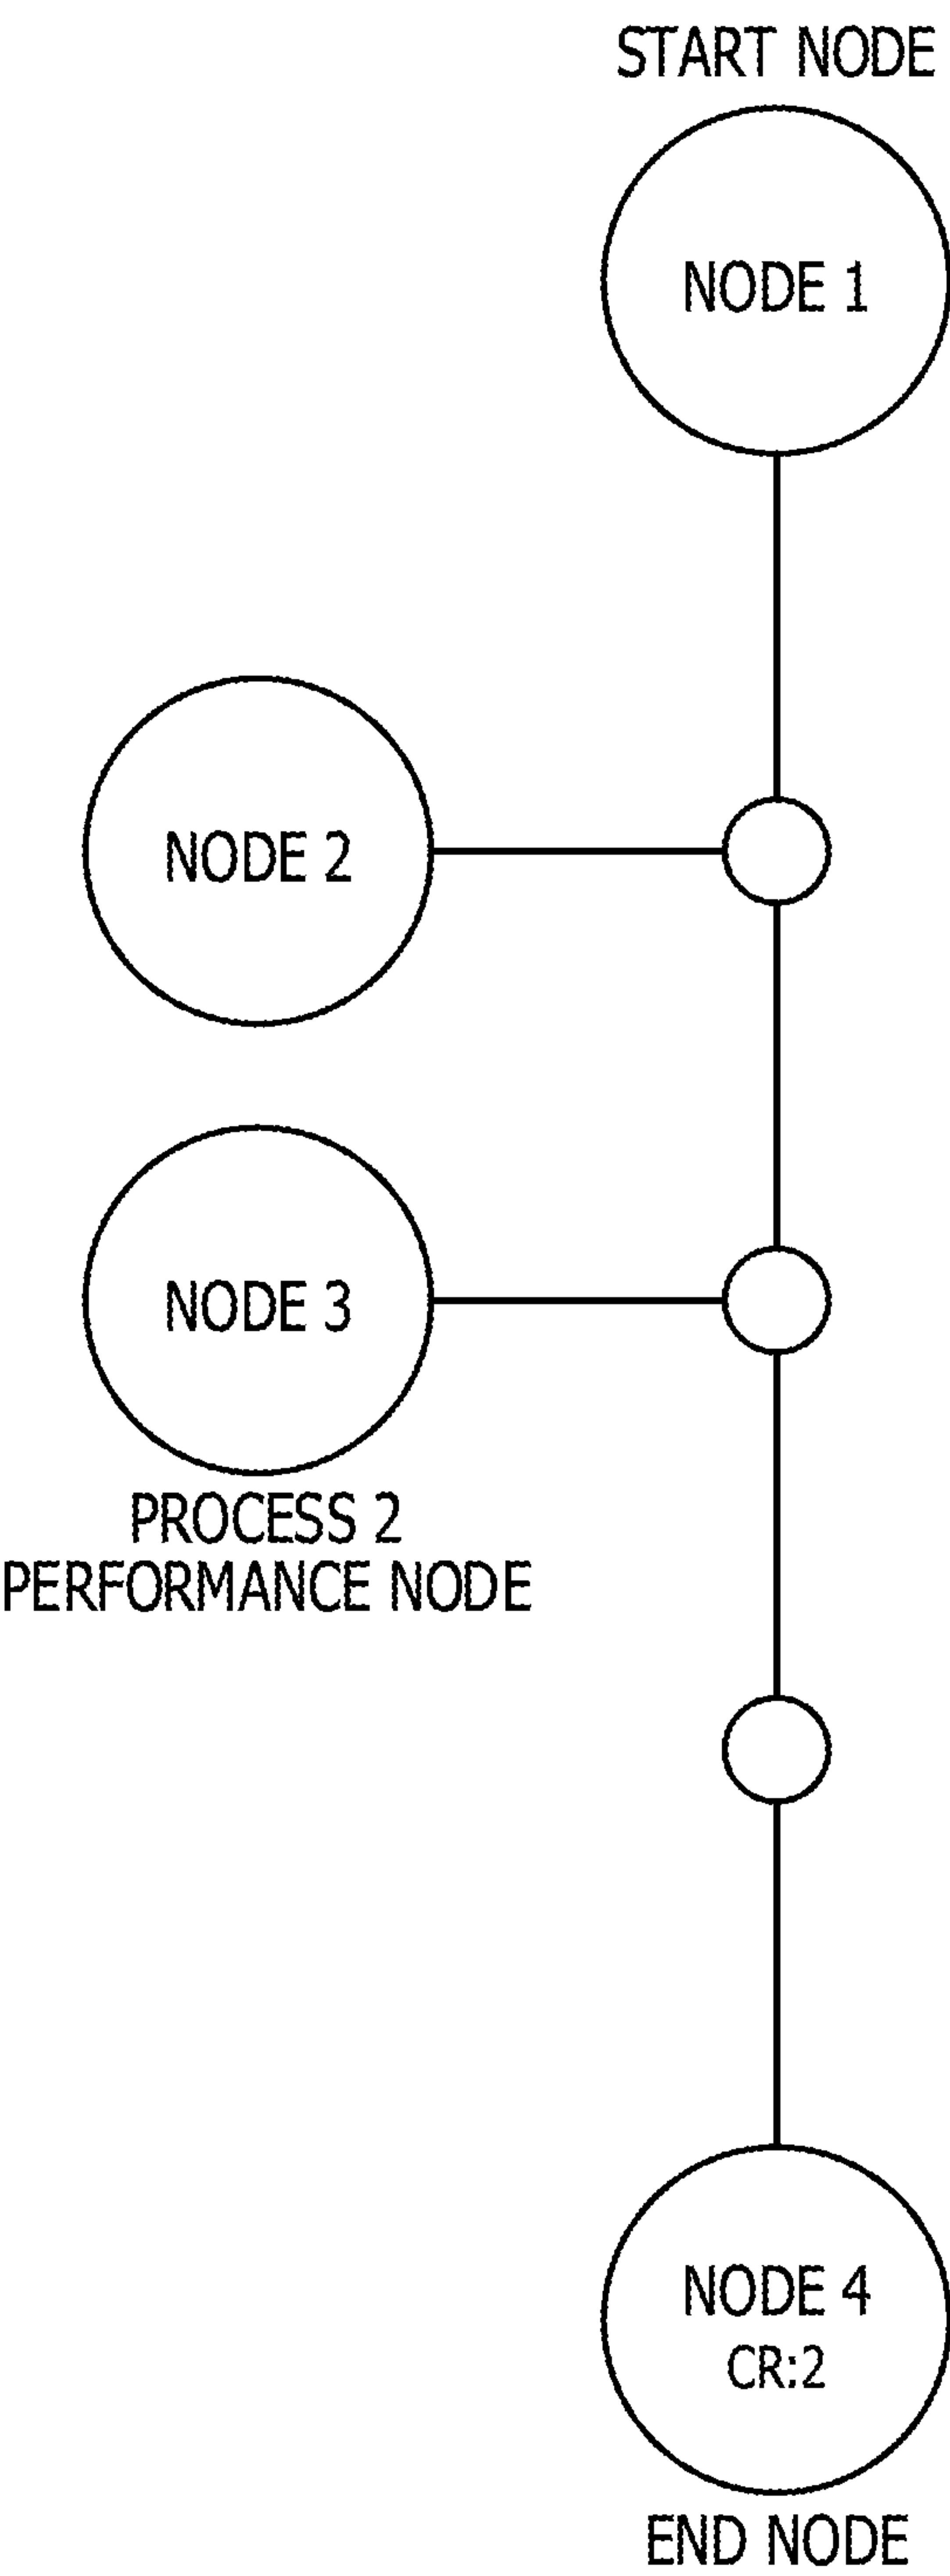 START NODE
NODE 1
NODE 2
NODE 3
PROCESS 2
PERFORMANCE NODE
NODE 4
CR:2
END NODE